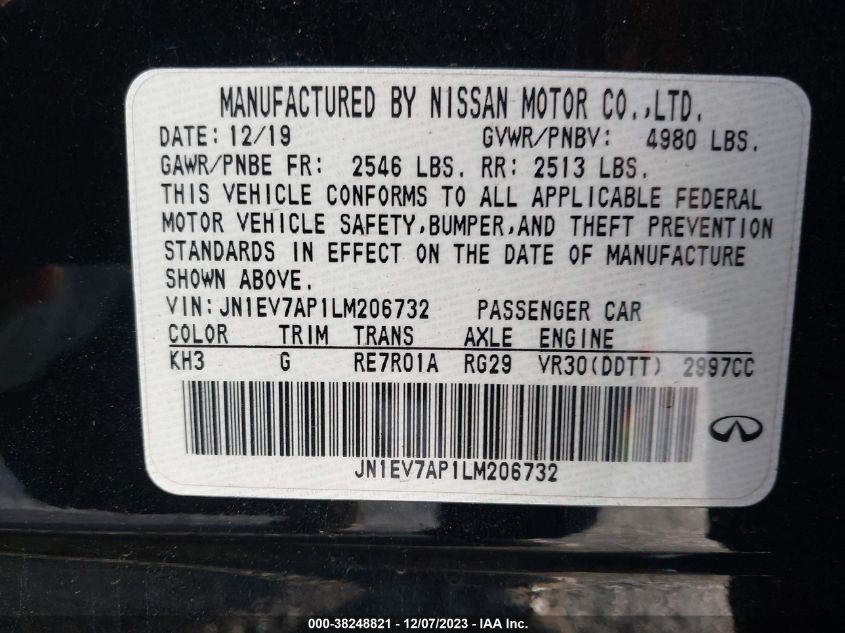 MANUFACTURED BY NISSAN MOTOR CO.,LTD.
DATE: 12/19 GVWR/PNBV: 4980 LBS.
GAWR/PNBE FR: 2546 LBS. RR: 2513 LBS.
THIS VEHICLE CONFORMS TO ALL APPLICABLE FEDERAL
MOTOR VEHICLE SAFETY,BUMPER,AND THEFT PREVENTION
STANDARDS IN EFFECT ON THE DATE OF MANUFACTURE
SHOWN ABOVE.
VIN: JN1EV7AP1LM206732 PASSENGER CAR
COLOR TRIM TRANS AXLE ENGINE
KH3 G RE7R01A RG29 VR30(DDTT) 2997CC
JN1EV7AP1LM206732
000-38248821 - 12/07/2023 - IAA Inc.